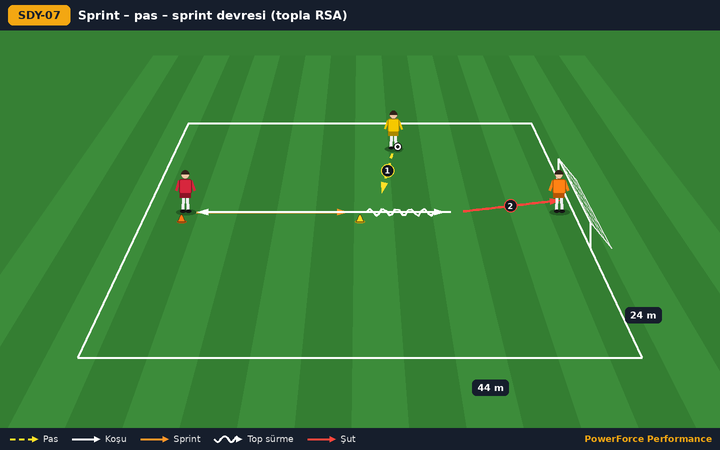 SDY-07 Sprint – pas – sprint devresi (topla RSA)
1
2
24 m
44 m
Pas Koşu Sprint Top sürme Şut PowerForce Performance